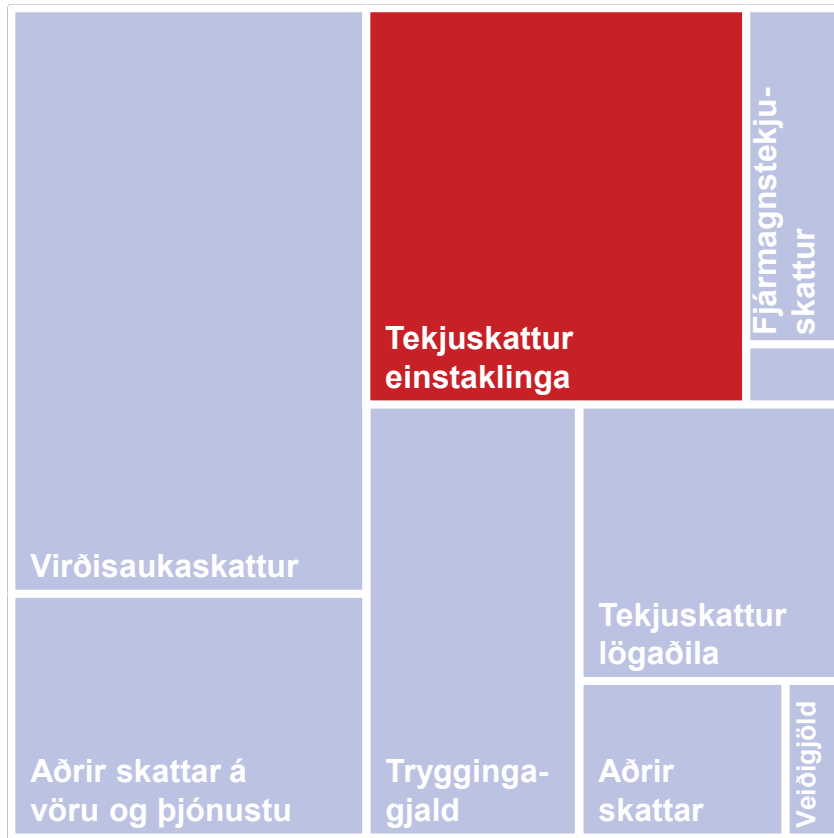 Virðisaukaskattur
Aðrir skattar á
vöru og þjónustu
Tekjuskattur
einstaklinga
Fjármagnstekju-
skattur
Trygginga-
gjald
Tekjuskattur
lögaðila
Aðrir
skattar
Veiðigjöld